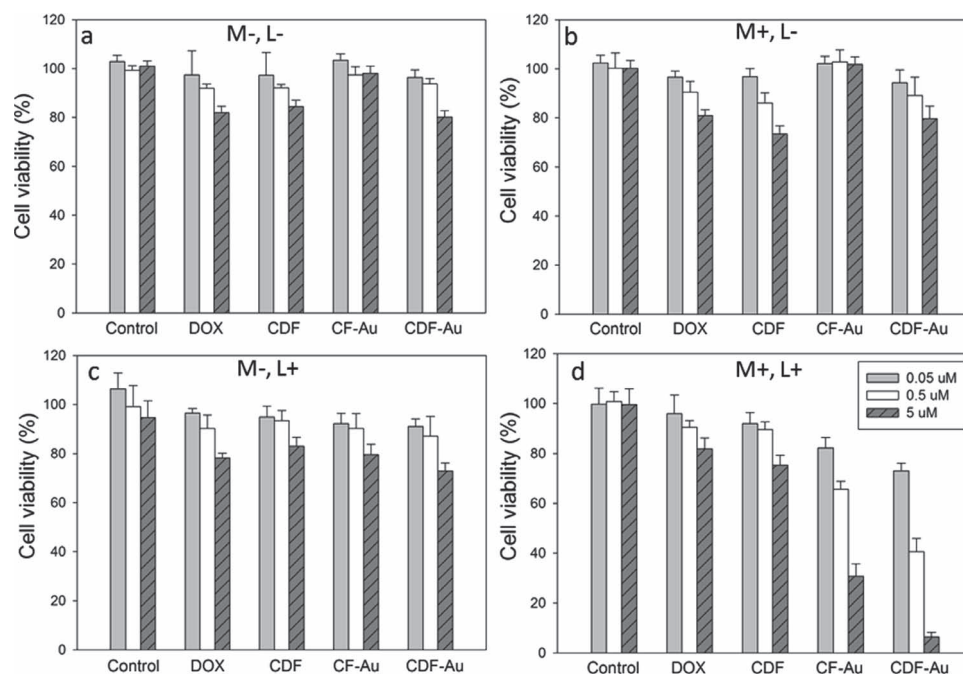 a
M-, L-
120
100
80
60
40
20
0
Cell viability (%)
Control DOX CDF CF-Au CDF-Au
b
M+, L-
120
100
80
60
40
20
0
Cell viability (%)
Control DOX CDF CF-Au CDF-Au
c
M-, L+
120
100
80
60
40
20
0
Cell viability (%)
Control DOX CDF CF-Au CDF-Au
d
M+, L+
120
100
80
60
40
20
0
Cell viability (%)
0.05 uM
0.5 uM
5 uM
Control DOX CDF CF-Au CDF-Au